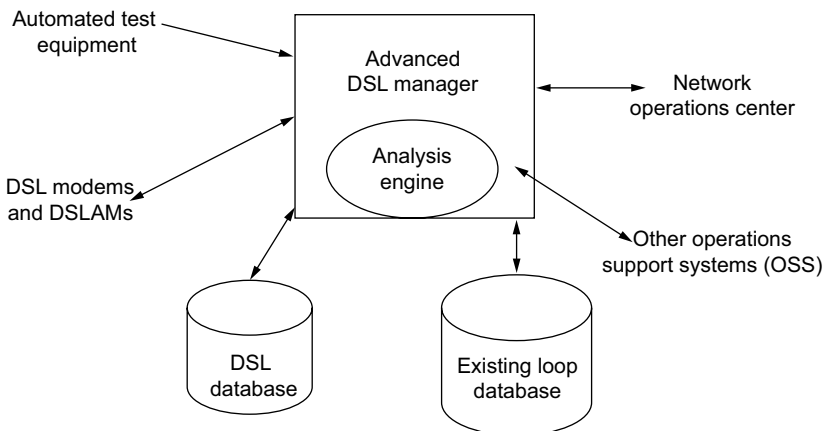 Automated test
equipment
Advanced
DSL manager
Network
operations center
Analysis
engine
DSL modems
and DSLAMs
Other operations
support systems (OSS)
DSL
database
Existing loop
database